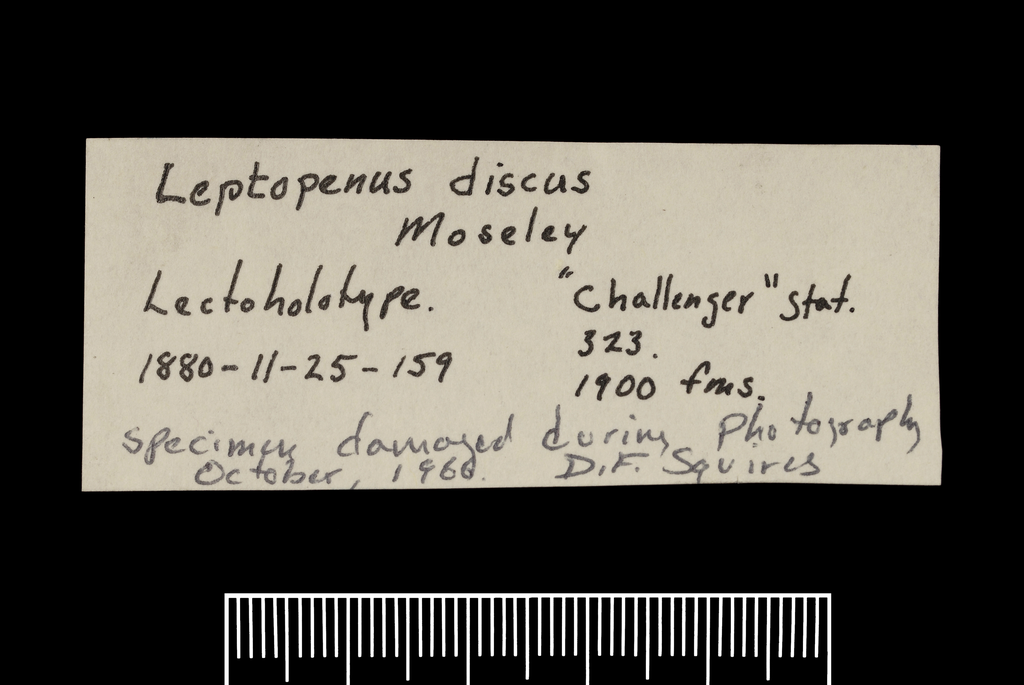 Leptopenus discus
Moseley
Lectoholotype.
"Challenger" stat.
323.
1880-11-25-159
1900 fms.
specimen damaged during photography
October, 1960. D.F. Squires